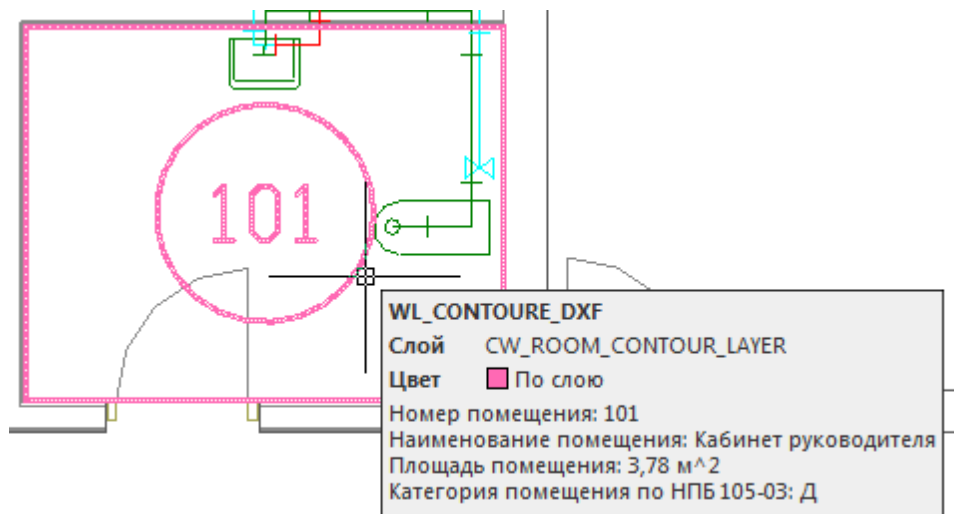 101
WL_CONTOURE_DXF
Слой CW_ROOM_CONTOUR_LAYER
Цвет По слою
Номер помещения: 101
Наименование помещения: Кабинет руководителя
Площадь помещения: 3,78 м^2
Категория помещения по НПБ 105-03: Д